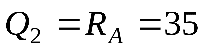 Q₂ = R_A = 35